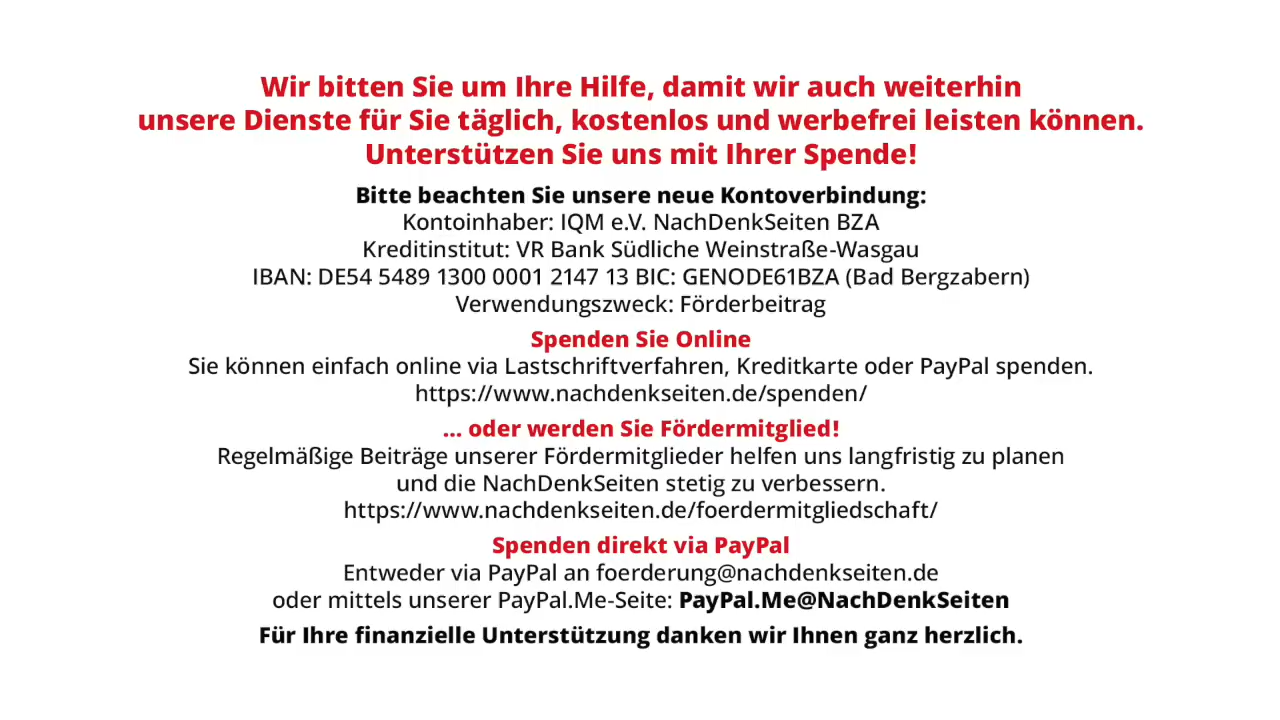 Wir bitten Sie um Ihre Hilfe, damit wir auch weiterhin
unsere Dienste für Sie täglich, kostenlos und werbefrei leisten können.
Unterstützen Sie uns mit Ihrer Spende!
Bitte beachten Sie unsere neue Kontoverbindung:
Kontoinhaber: IQM e.V. NachDenkSeiten BZA
Kreditinstitut: VR Bank Südliche Weinstraße-Wasgau
IBAN: DE54 5489 1300 0001 2147 13 BIC: GENODE61BZA (Bad Bergzabern)
Verwendungszweck: Förderbeitrag
Spenden Sie Online
Sie können einfach online via Lastschriftverfahren, Kreditkarte oder PayPal spenden.
https://www.nachdenkseiten.de/spenden/
... oder werden Sie Fördermitglied!
Regelmäßige Beiträge unserer Fördermitglieder helfen uns langfristig zu planen
und die NachDenkSeiten stetig zu verbessern.
https://www.nachdenkseiten.de/foerdermitgliedschaft/
Spenden direkt via PayPal
Entweder via PayPal an foerderung@nachdenkseiten.de
oder mittels unserer PayPal.Me-Seite: PayPal.Me@NachDenkSeiten
Für Ihre finanzielle Unterstützung danken wir Ihnen ganz herzlich.